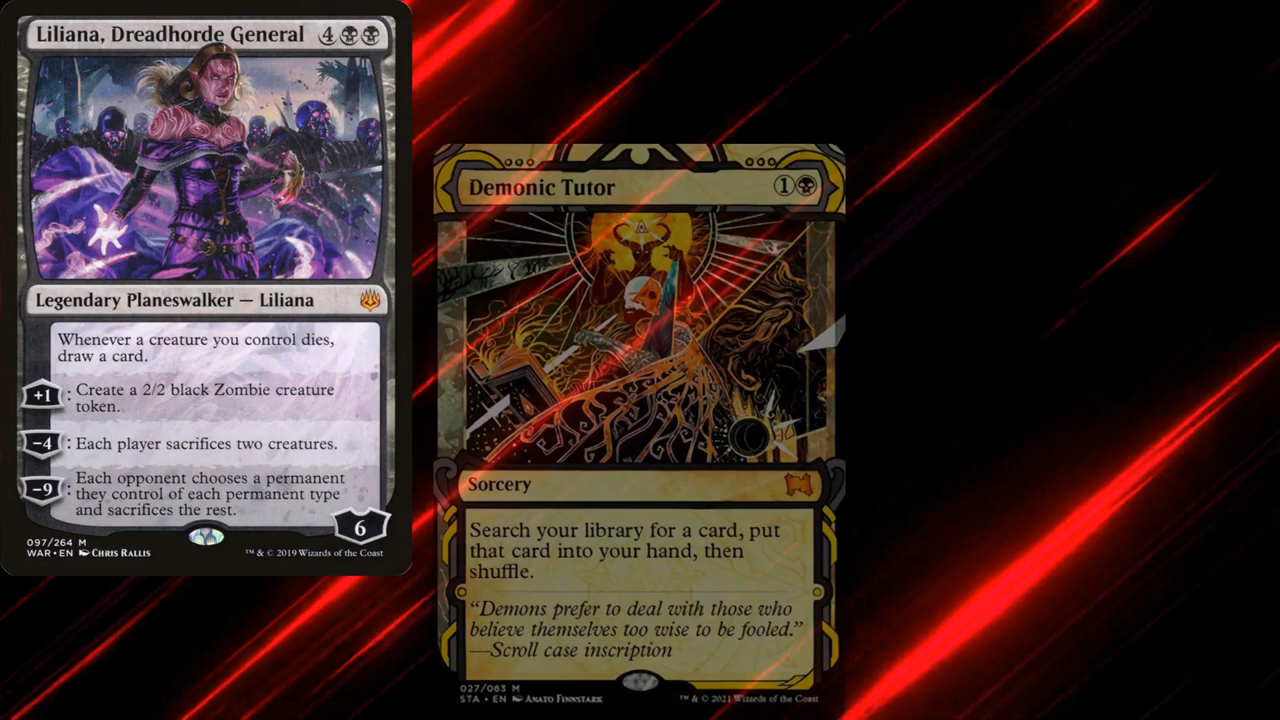 Liliana, Dreadhorde General 4
Legendary Planeswalker — Liliana
Whenever a creature you control dies,
draw a card.
+1 : Create a 2/2 black Zombie creature
token.
−4 : Each player sacrifices two creatures.
−9 : Each opponent chooses a permanent
they control of each permanent type
and sacrifices the rest.
6
097/264 M
WAR • EN Chris Rallis
™ & © 2019 Wizards of the Coast
Demonic Tutor 1
Sorcery
Search your library for a card, put
that card into your hand, then
shuffle.
“Demons prefer to deal with those who
believe themselves too wise to be fooled.”
—Scroll case inscription
027/063 M
STA • EN Anato Finnstark
™ & © 2021 Wizards of the Coast